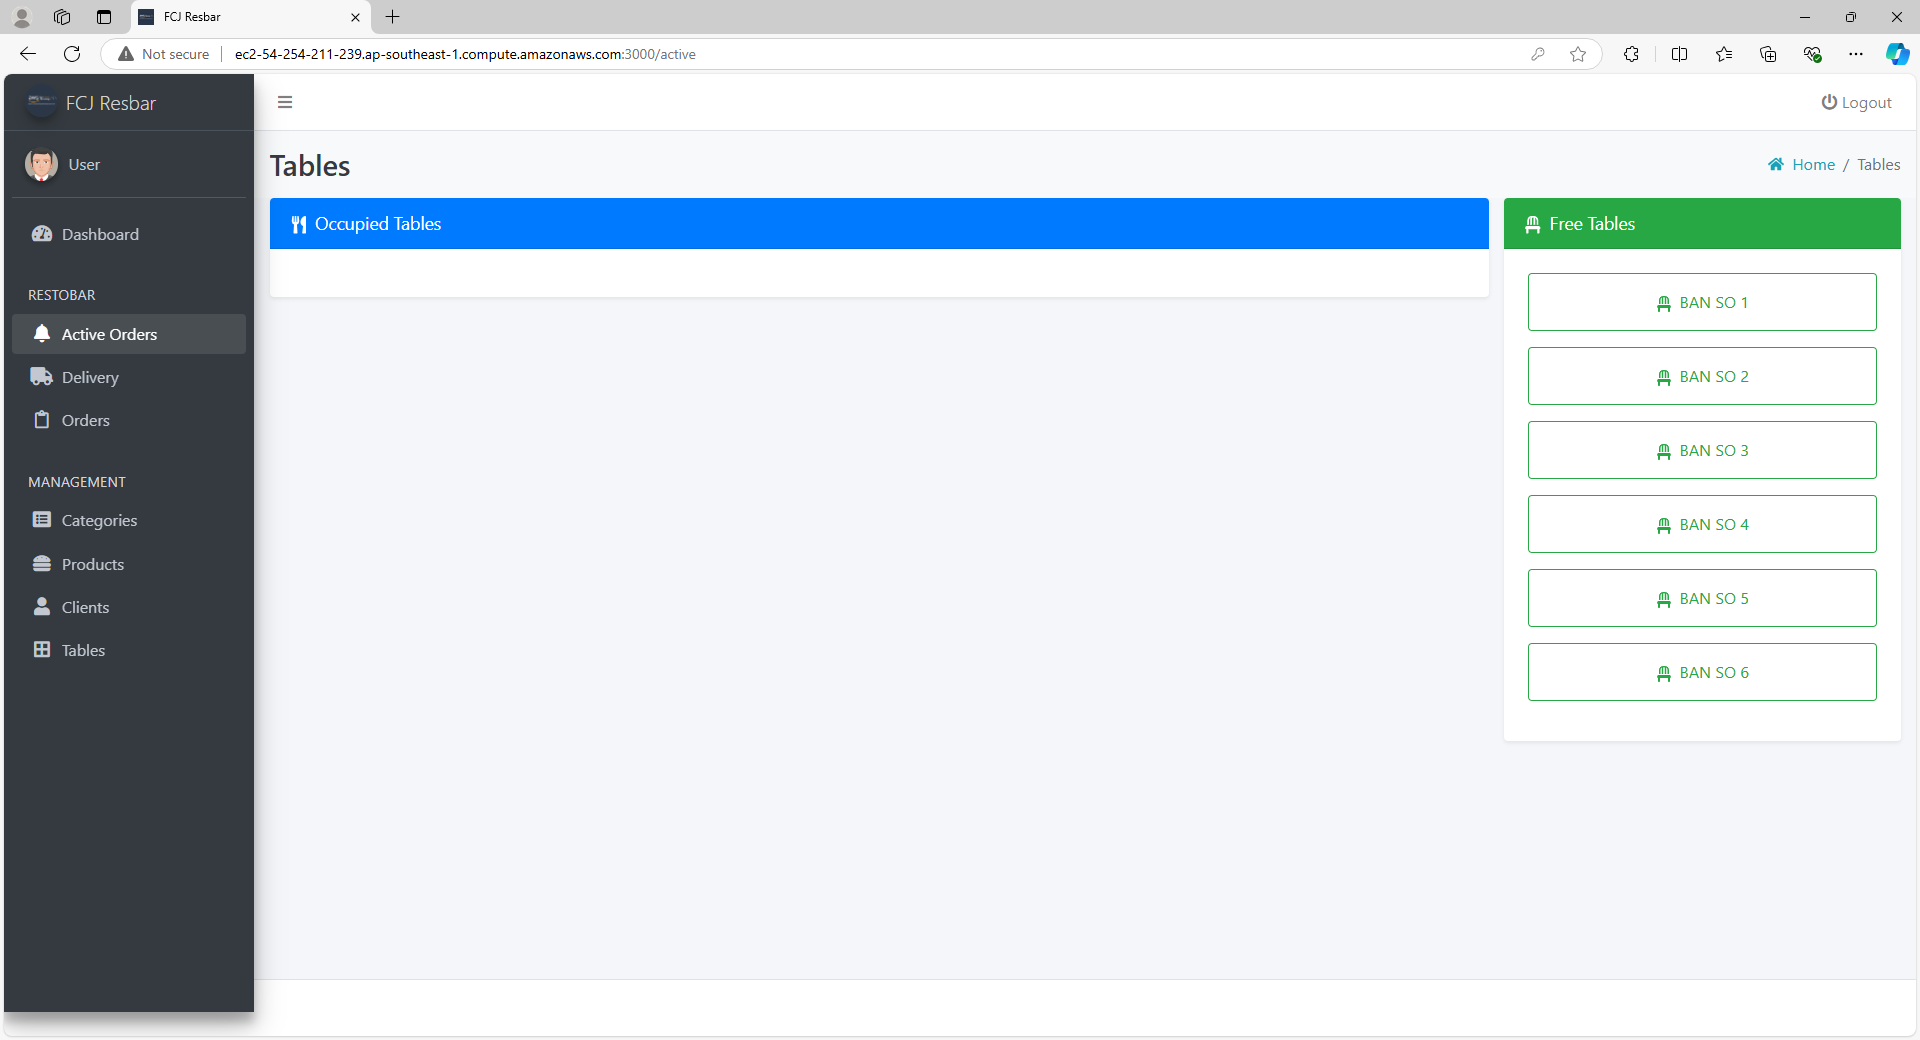 FCJ Resbar
Not secure
ec2-54-254-211-239.ap-southeast-1.compute.amazonaws.com:3000/active
FCJ Resbar
Logout
User
Tables
Home / Tables
Dashboard
Occupied Tables
Free Tables
RESTOBAR
Active Orders
Delivery
Orders
MANAGEMENT
Categories
Products
Clients
Tables
BAN SO 1
BAN SO 2
BAN SO 3
BAN SO 4
BAN SO 5
BAN SO 6